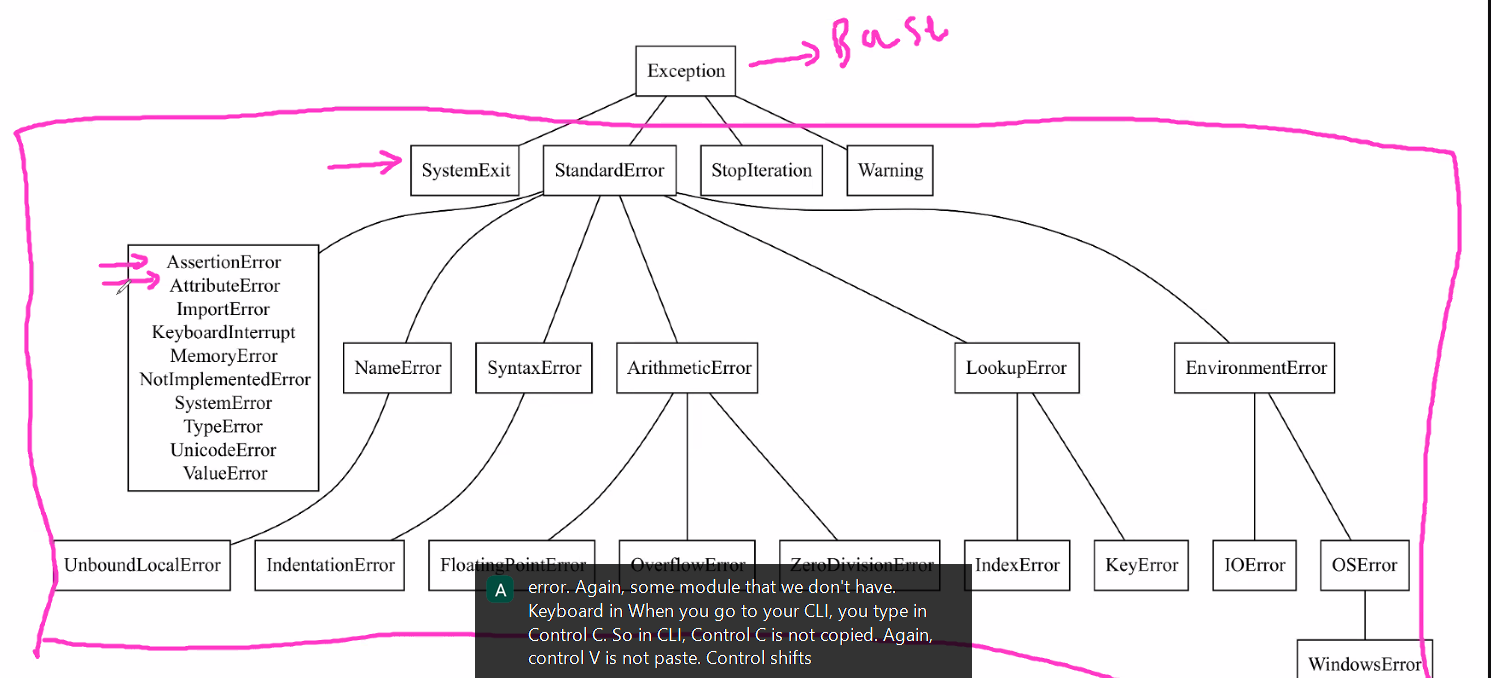 Base
Exception
SystemExit
StandardError
StopIteration
Warning
AssertionError
AttributeError
ImportError
KeyboardInterrupt
MemoryError
NotImplementedError
SystemError
TypeError
UnicodeError
ValueError
NameError
SyntaxError
ArithmeticError
LookupError
EnvironmentError
UnboundLocalError
IndentationError
FloatingPointError
OverflowError
ZeroDivisionError
IndexError
KeyError
IOError
OSError
WindowsError
A
error. Again, some module that we don't have.
Keyboard in When you go to your CLI, you type in
Control C. So in CLI, Control C is not copied. Again,
control V is not paste. Control shifts